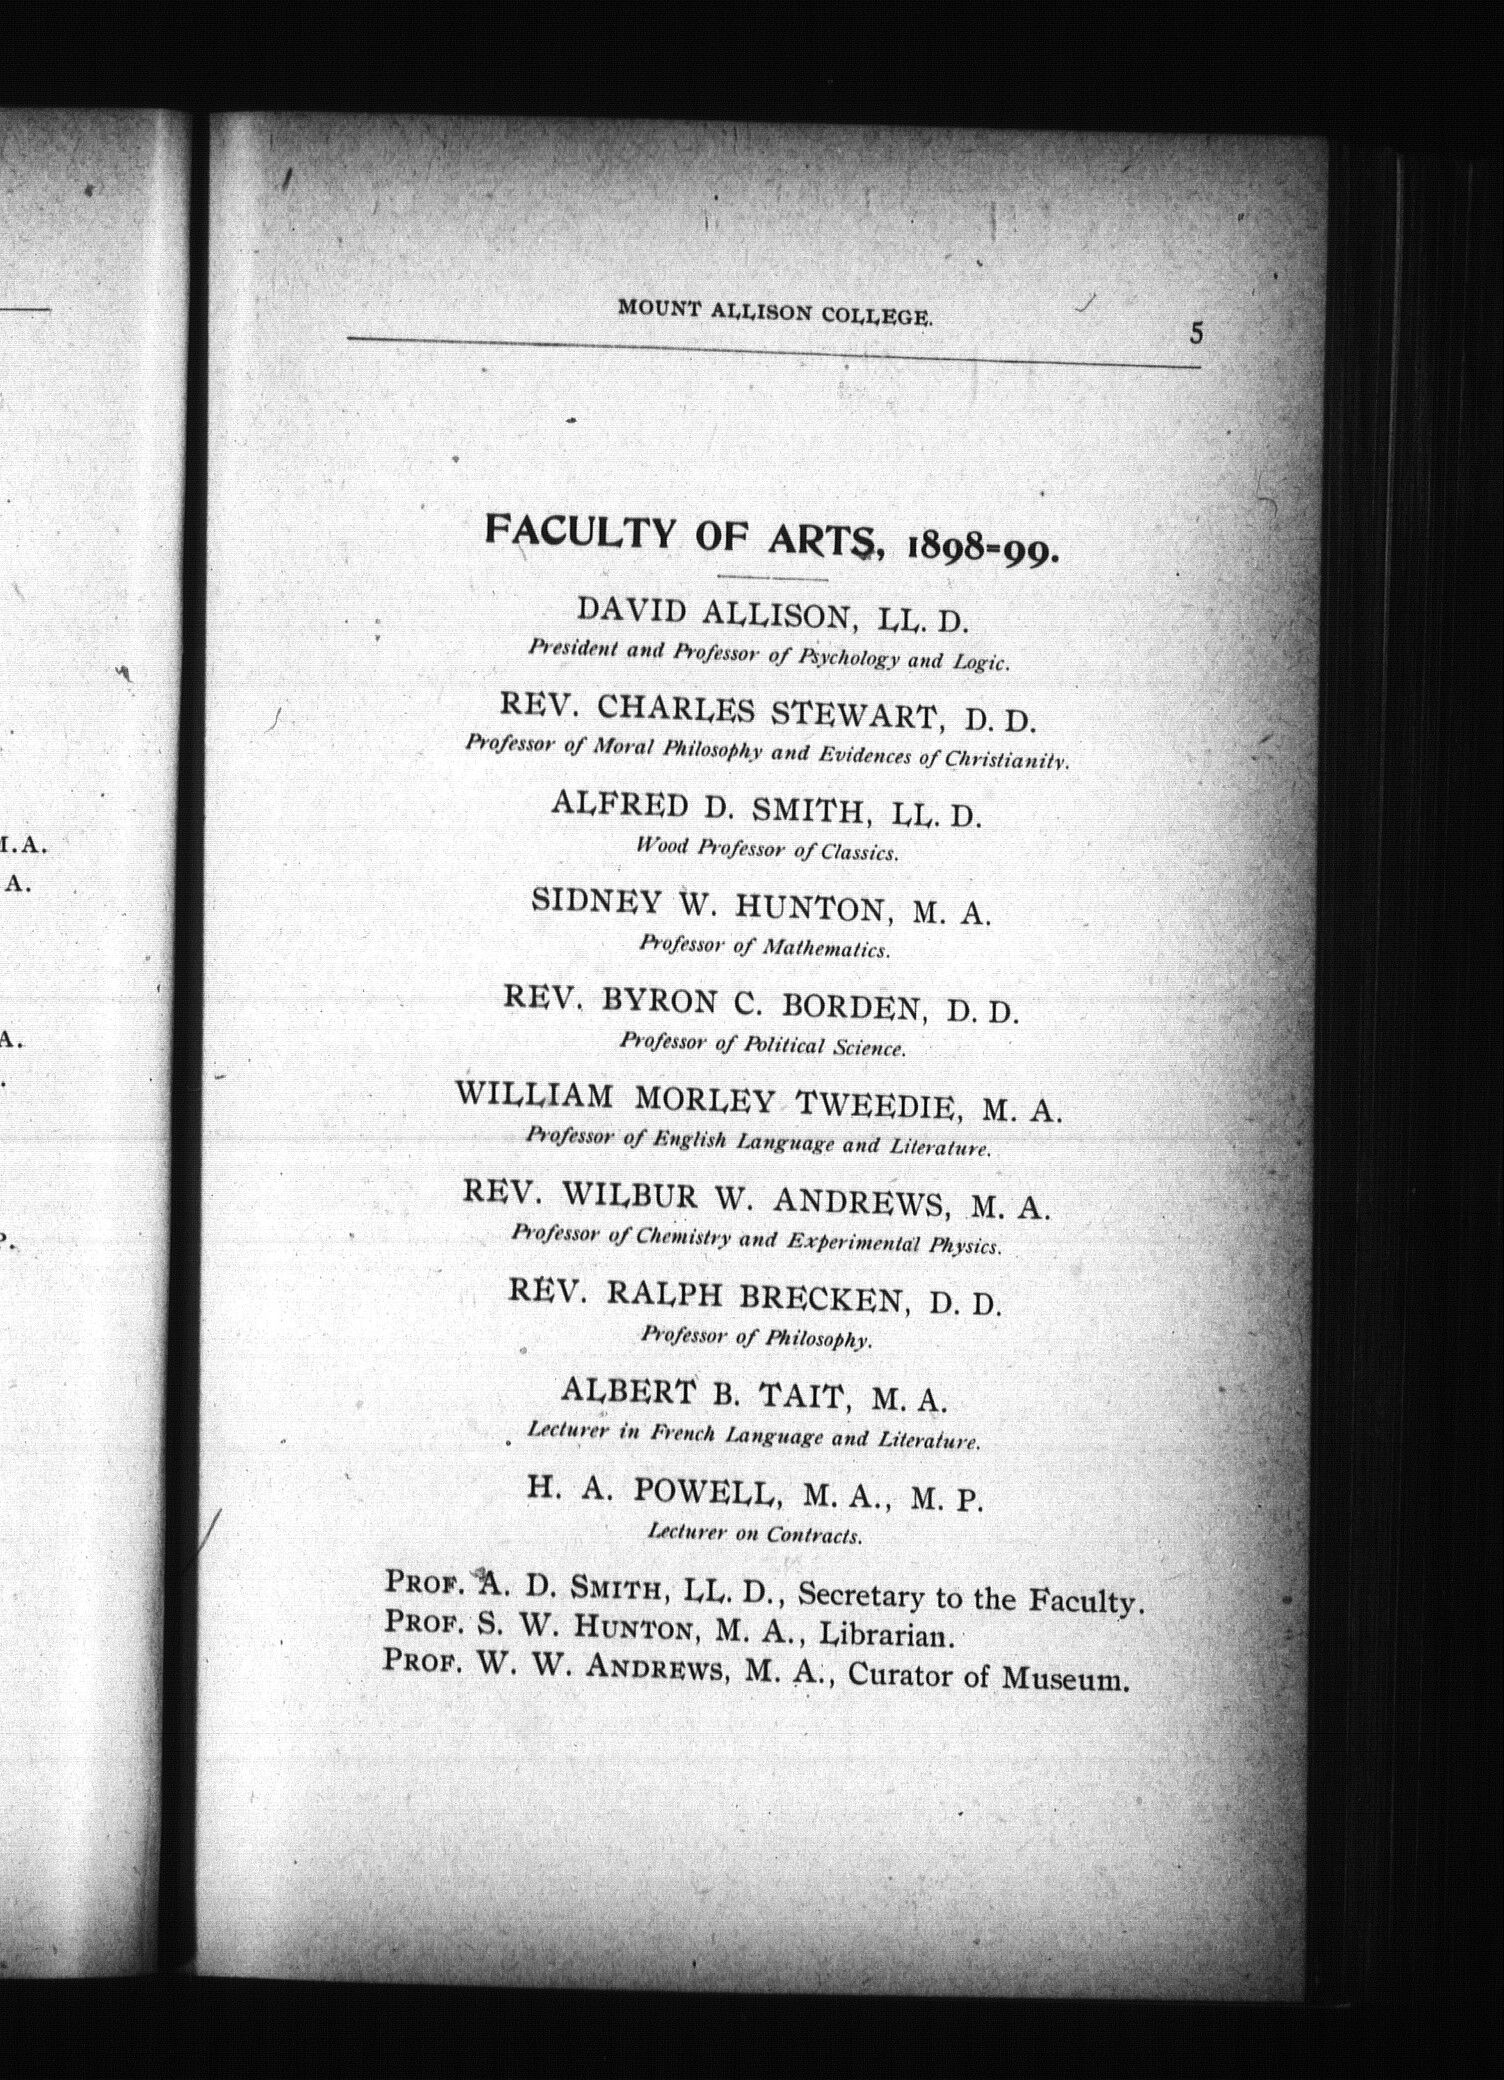 MOUNT ALLISON COLLEGE.
5
FACULTY OF ARTS, 1898=99.
DAVID ALLISON, LL. D.
President and Professor of Psychology and Logic.
REV. CHARLES STEWART, D. D.
Professor of Moral Philosophy and Evidences of Christianity.
ALFRED D. SMITH, LL. D.
Wood Professor of Classics.
SIDNEY W. HUNTON, M. A.
Professor of Mathematics.
REV. BYRON C. BORDEN, D. D.
Professor of Political Science.
WILLIAM MORLEY TWEEDIE, M. A.
Professor of English Language and Literature.
REV. WILBUR W. ANDREWS, M. A.
Professor of Chemistry and Experimental Physics.
REV. RALPH BRECKEN, D. D.
Professor of Philosophy.
ALBERT B. TAIT, M. A.
Lecturer in French Language and Literature.
H. A. POWELL, M. A., M. P.
Lecturer on Contracts.
PROF. A. D. SMITH, LL. D., Secretary to the Faculty.
PROF. S. W. HUNTON, M. A., Librarian.
PROF. W. W. ANDREWS, M. A., Curator of Museum.